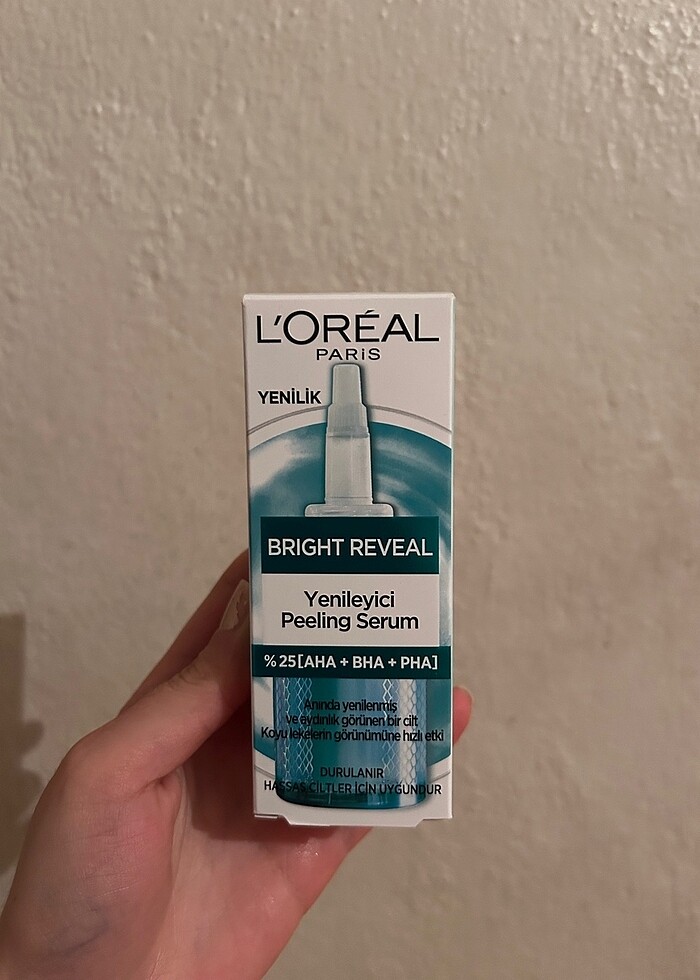 L'ORÉAL
PARiS
YENİLİK
BRIGHT REVEAL
Yenileyici
Peeling Serum
%25[AHA + BHA + PHA]
Anında yenilenmiş
ve aydınlık görünen bir cilt
Koyu lekelerin görünümüne hızlı etki
DURULANIR
HASSAS CİLTLER İÇİN UYGUNDUR